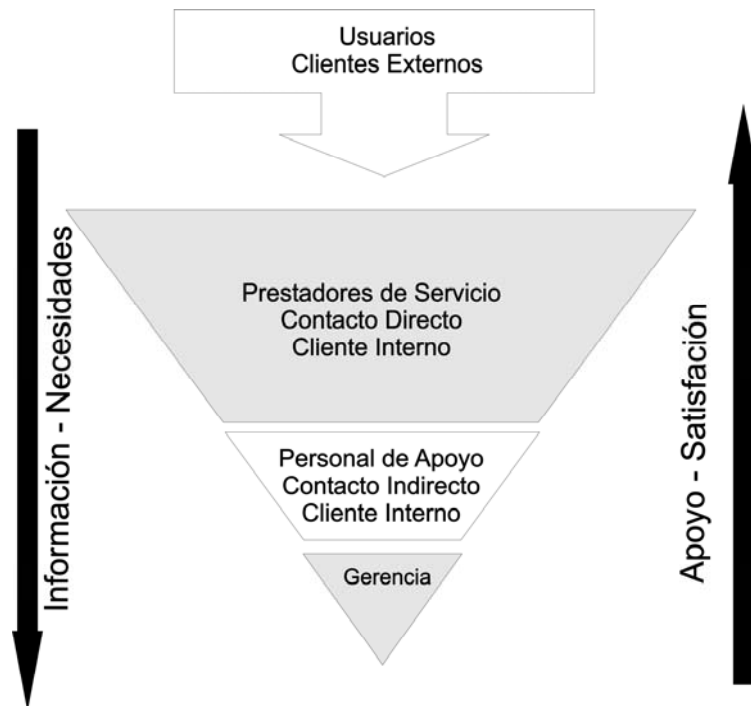 Usuarios
Clientes Externos
Información - Necesidades
Prestadores de Servicio
Contacto Directo
Cliente Interno
Personal de Apoyo
Contacto Indirecto
Cliente Interno
Gerencia
Apoyo - Satisfacción